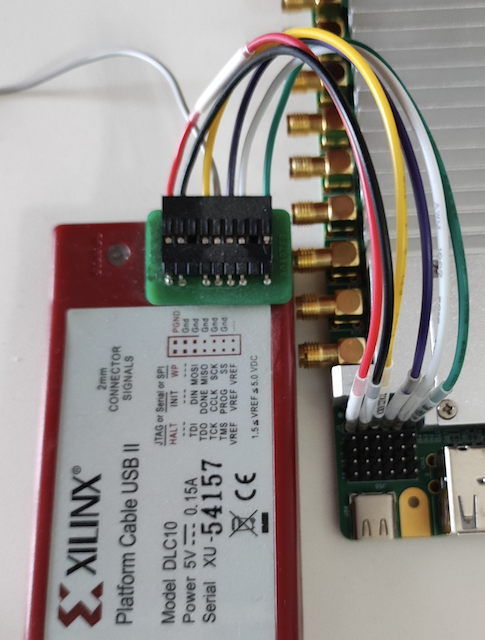 XILINX®
Platform Cable USB II
Model DLC10
Power 5V 0.15A
Serial XU-54157
CE
2mm
CONNECTOR
SIGNALS
JTAG or Serial or SPI
HALT INIT WP
--- --- ---
TDI DIN MOSI
TDO DONE MISO
TCK CCLK SCK
TMS PROG SS
VREF VREF VREF
PGND
Gnd
Gnd
Gnd
Gnd
Gnd
1.5 ≤ VREF ≤ 5.0 VDC